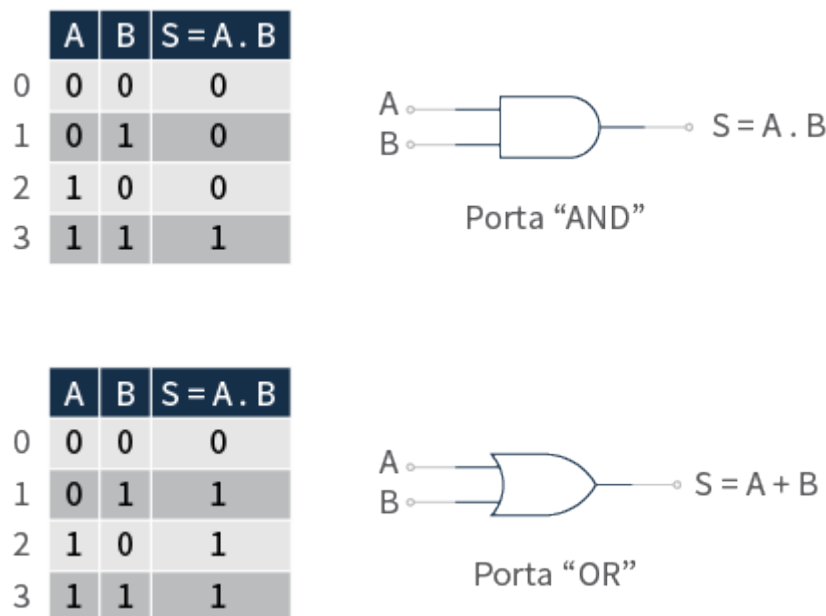 A B S = A . B
0 0 0 0
1 0 1 0
2 1 0 0
3 1 1 1
A
B
S = A . B
Porta “AND”
A B S = A . B
0 0 0 0
1 0 1 1
2 1 0 1
3 1 1 1
A
B
S = A + B
Porta “OR”